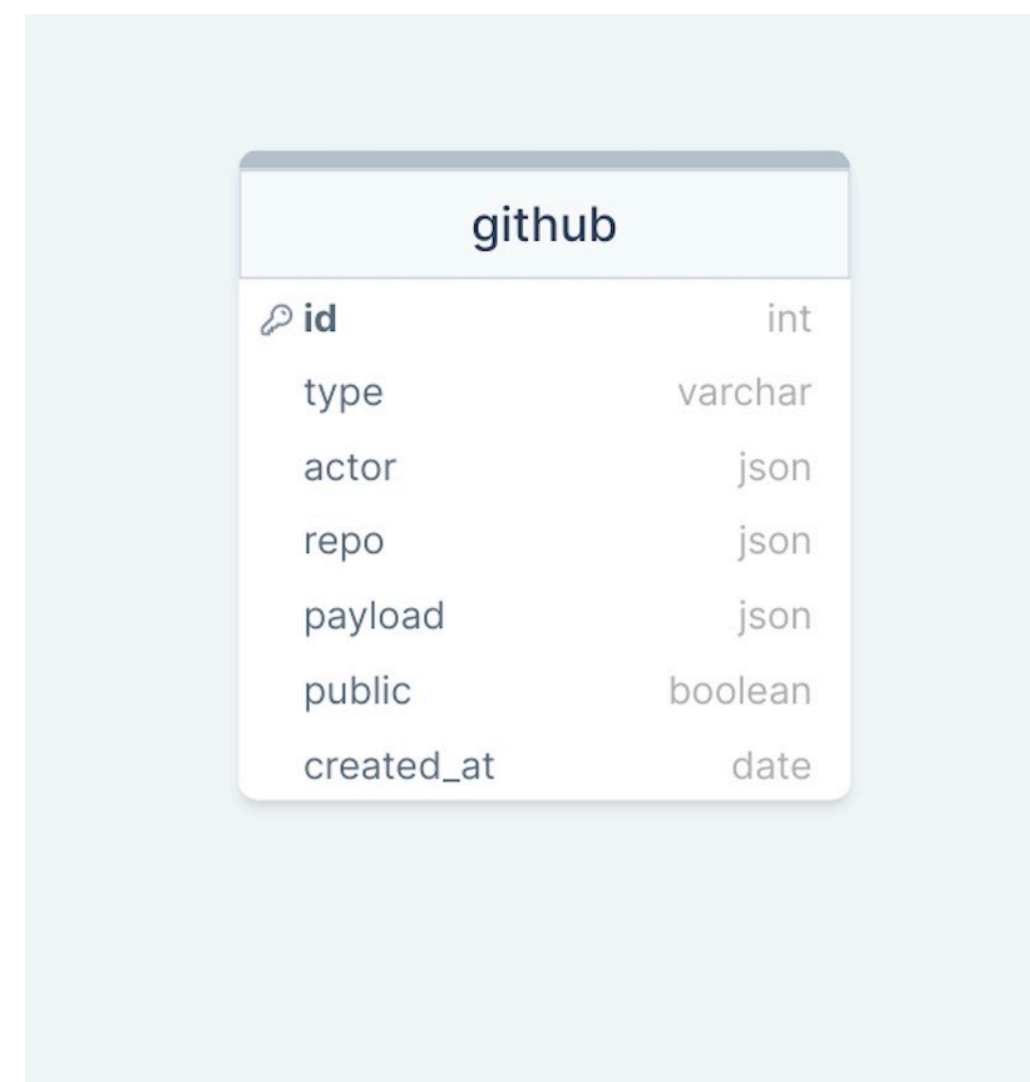 github
id int
type varchar
actor json
repo json
payload json
public boolean
created_at date